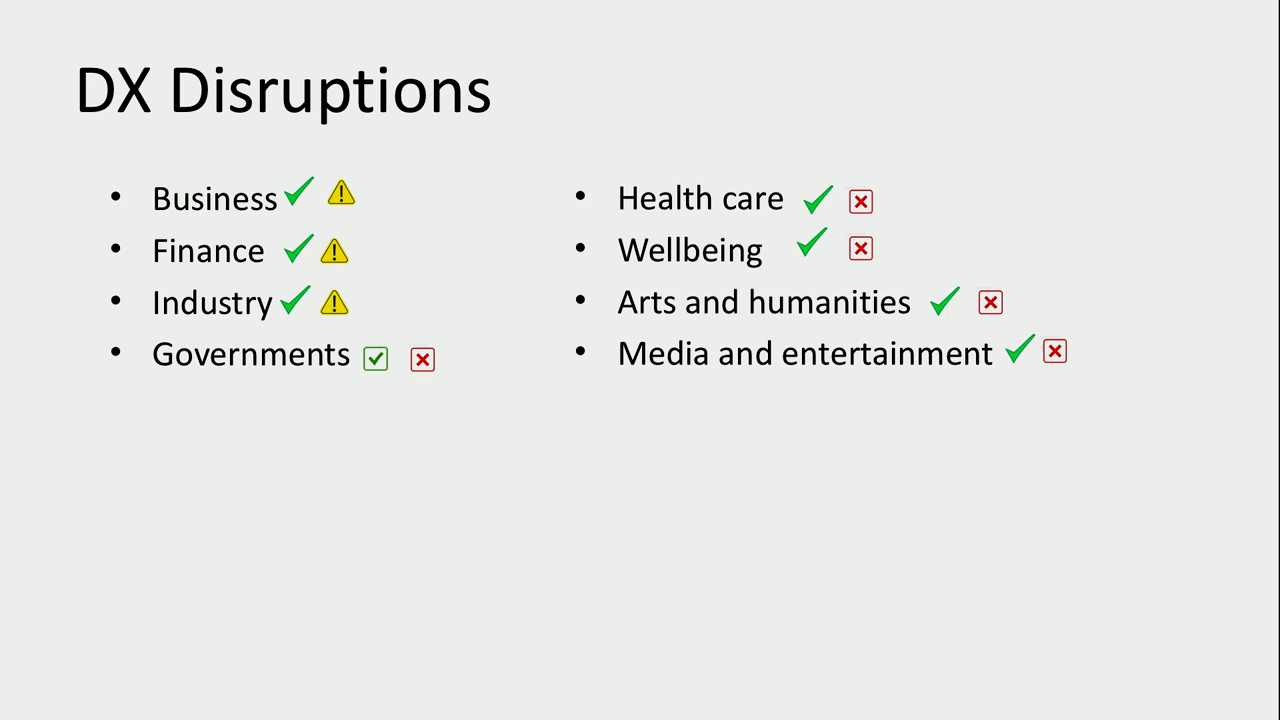 DX Disruptions
• Business
• Finance
• Industry
• Governments
• Health care
• Wellbeing
• Arts and humanities
• Media and entertainment